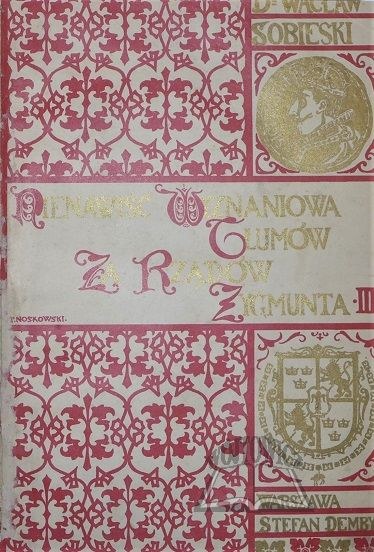 Dr WACŁAW
SOBIESKI
NIENAWIŚĆ WYZNANIOWA
TŁUMÓW
ZA RZĄDÓW
ZYGMUNTA · III
T. NOSKOWSKI.
WARSZAWA
STEFAN DEMBY